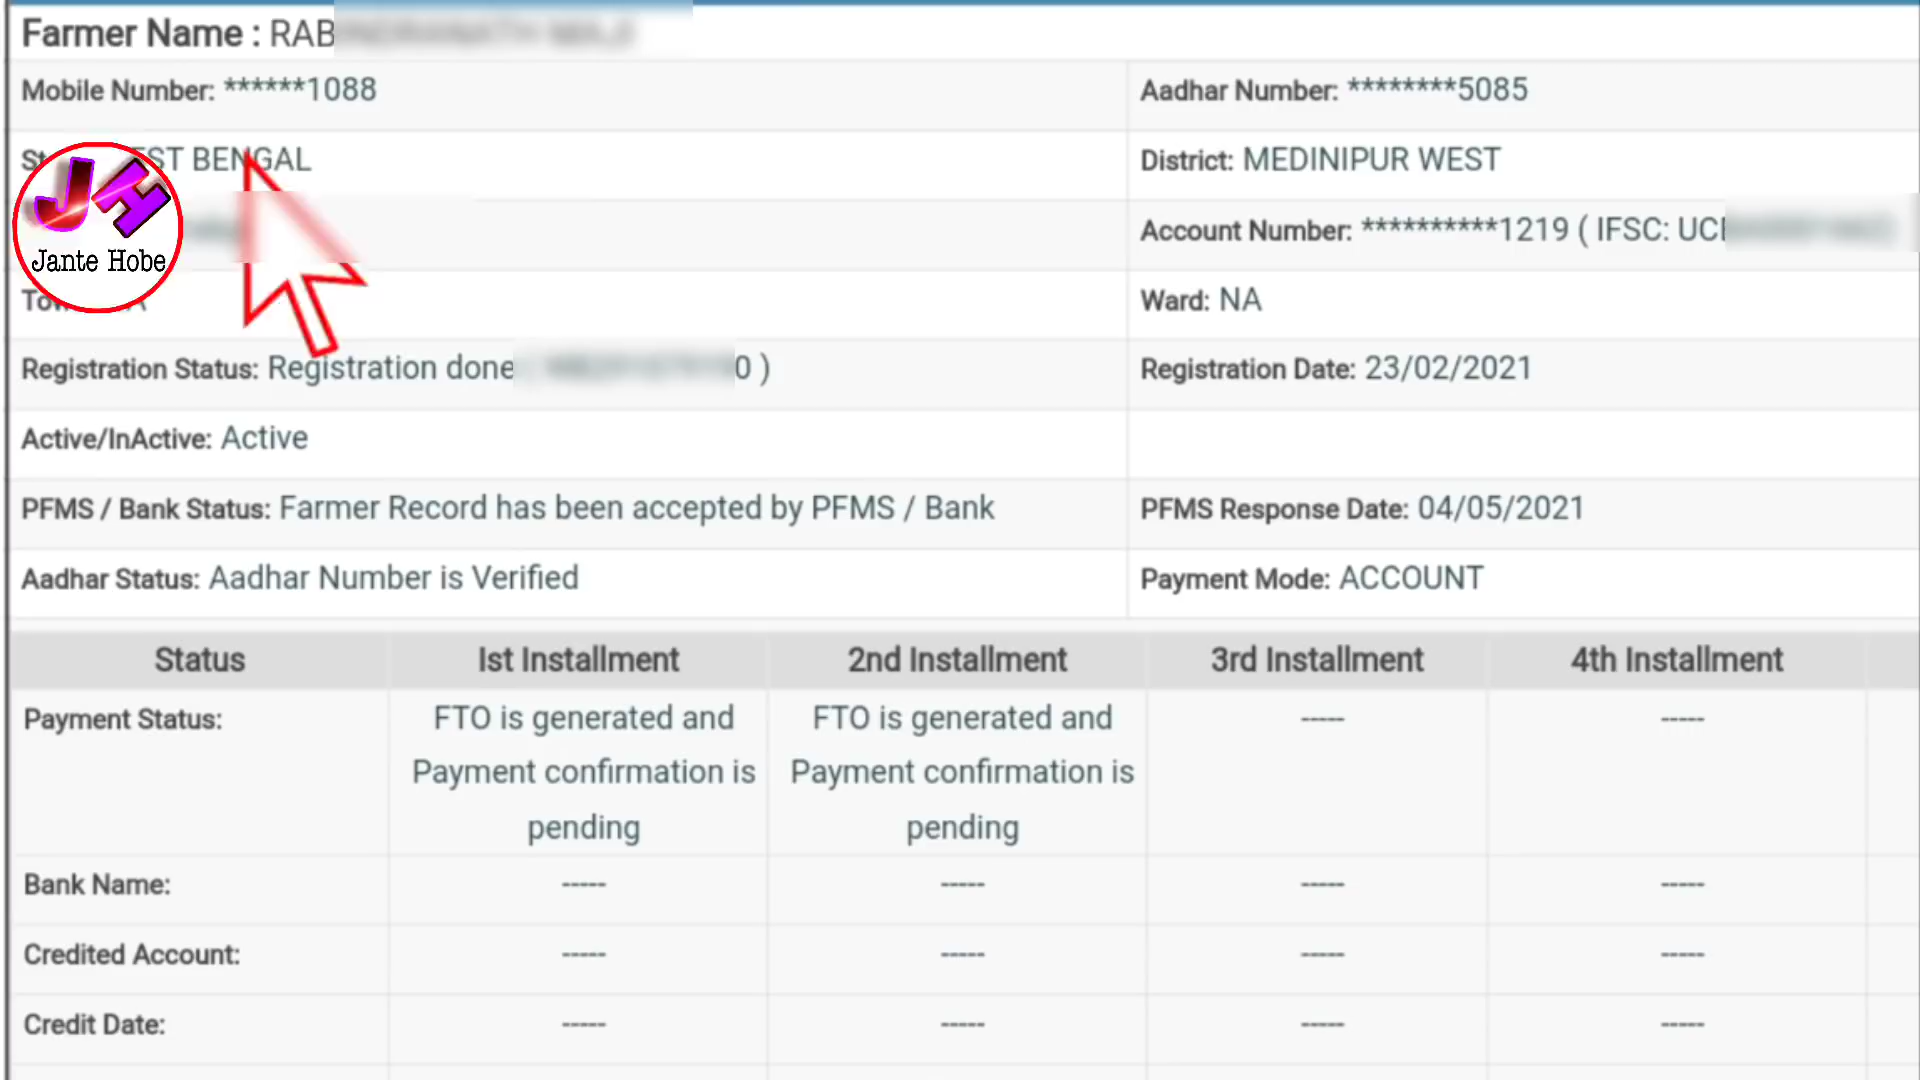 Farmer Name : RAB
Mobile Number: ******1088
Aadhar Number: ********5085
BENGAL
District: MEDINIPUR WEST
JH
Jante Hobe
Account Number: **********1219 ( IFSC:
Ward: NA
Registration Status: Registration done 0 )
Registration Date: 23/02/2021
Active/InActive: Active
PFMS / Bank Status: Farmer Record has been accepted by PFMS / Bank
PFMS Response Date: 04/05/2021
Aadhar Status: Aadhar Number is Verified
Payment Mode: ACCOUNT
Status Ist Installment 2nd Installment 3rd Installment 4th Installment
Payment Status: FTO is generated and Payment confirmation is pending FTO is generated and Payment confirmation is pending ----- -----
Bank Name: ----- ----- ----- -----
Credited Account: ----- ----- ----- -----
Credit Date: ----- ----- ----- -----